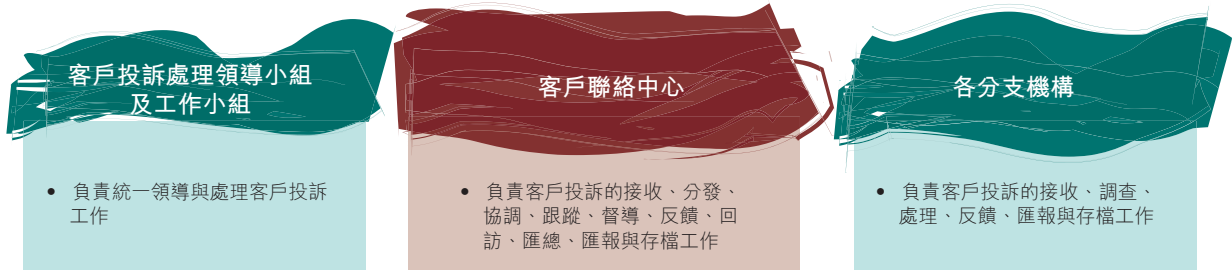 客戶投訴處理領導小組
及工作小組
• 負責統一領導與處理客戶投訴
工作
客戶聯絡中心
• 負責客戶投訴的接收、分發、
協調、跟蹤、督導、反饋、回
訪、匯總、匯報與存檔工作
各分支機構
• 負責客戶投訴的接收、調查、
處理、反饋、匯報與存檔工作